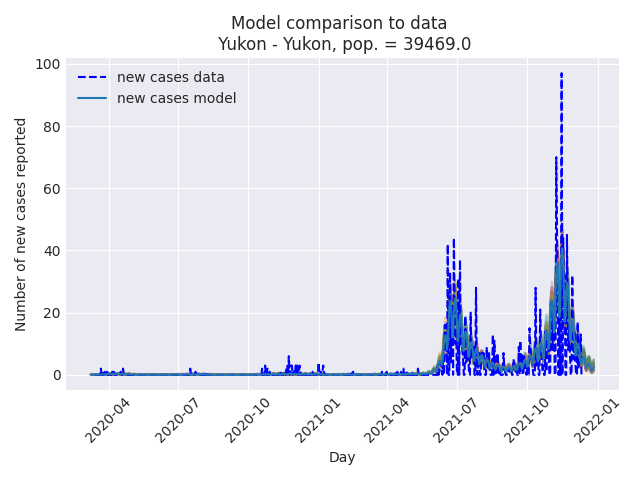 Model comparison to data
Yukon - Yukon, pop. = 39469.0
new cases data
new cases model
Number of new cases reported
100
80
60
40
20
0
2020-04
2020-07
2020-10
2021-01
2021-04
2021-07
2021-10
2022-01
Day